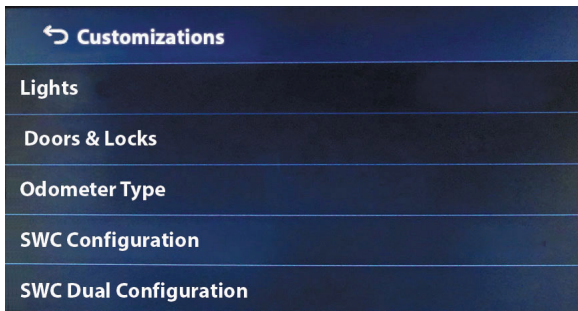 Customizations
Lights
Doors & Locks
Odometer Type
SWC Configuration
SWC Dual Configuration